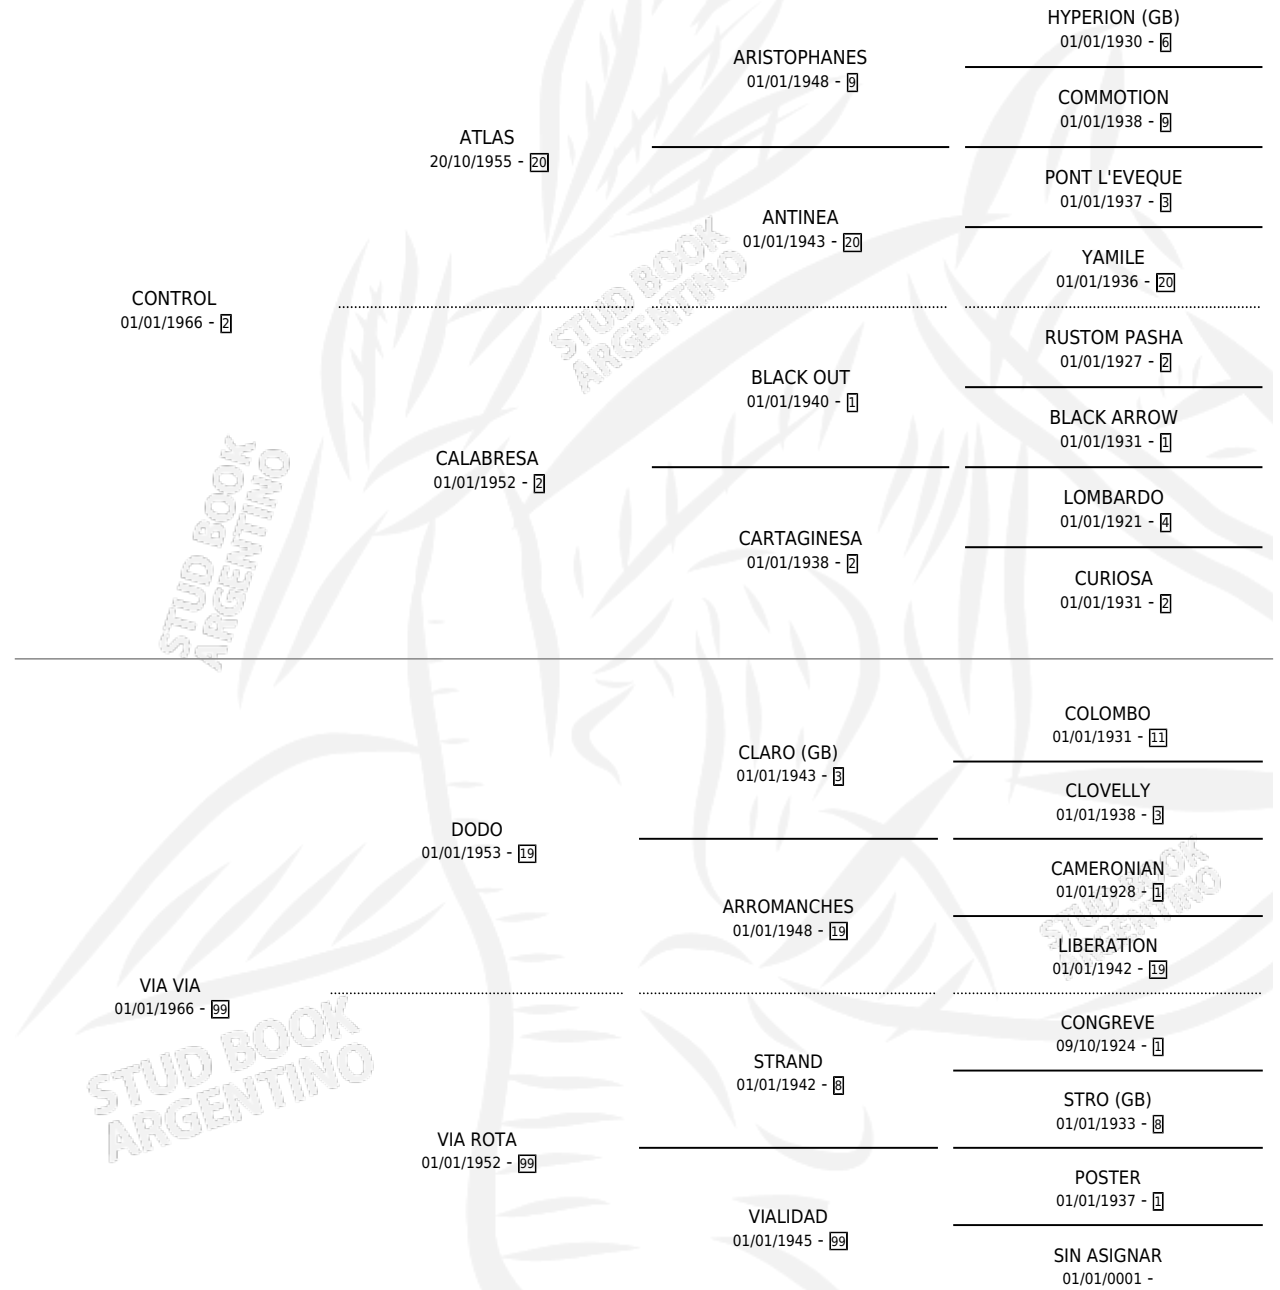 HYPERION (GB)
01/01/1930 - 6
ARISTOPHANES
01/01/1948 - 9
COMMOTION
01/01/1938 - 9
ATLAS
20/10/1955 - 20
PONT L'EVEQUE
01/01/1937 - 3
ANTINEA
01/01/1943 - 20
YAMILE
01/01/1936 - 20
CONTROL
01/01/1966 - 2
RUSTOM PASHA
01/01/1927 - 2
BLACK OUT
01/01/1940 - 1
BLACK ARROW
01/01/1931 - 1
CALABRESA
01/01/1952 - 2
LOMBARDO
01/01/1921 - 4
CARTAGINESA
01/01/1938 - 2
CURIOSA
01/01/1931 - 2
COLOMBO
01/01/1931 - 11
CLARO (GB)
01/01/1943 - 3
CLOVELLY
01/01/1938 - 3
DODO
01/01/1953 - 19
CAMERONIAN
01/01/1928 - 1
ARROMANCHES
01/01/1948 - 19
LIBERATION
01/01/1942 - 19
VIA VIA
01/01/1966 - 99
CONGREVE
09/10/1924 - 1
STRAND
01/01/1942 - 8
STRO (GB)
01/01/1933 - 8
VIA ROTA
01/01/1952 - 99
POSTER
01/01/1937 - 1
VIALIDAD
01/01/1945 - 99
SIN ASIGNAR
01/01/0001 -
STUD BOOK
ARGENTINO
STUD BOOK
ARGENTINO
STUD BOOK
ARGENTINO
STUD BOOK
ARGENTINO